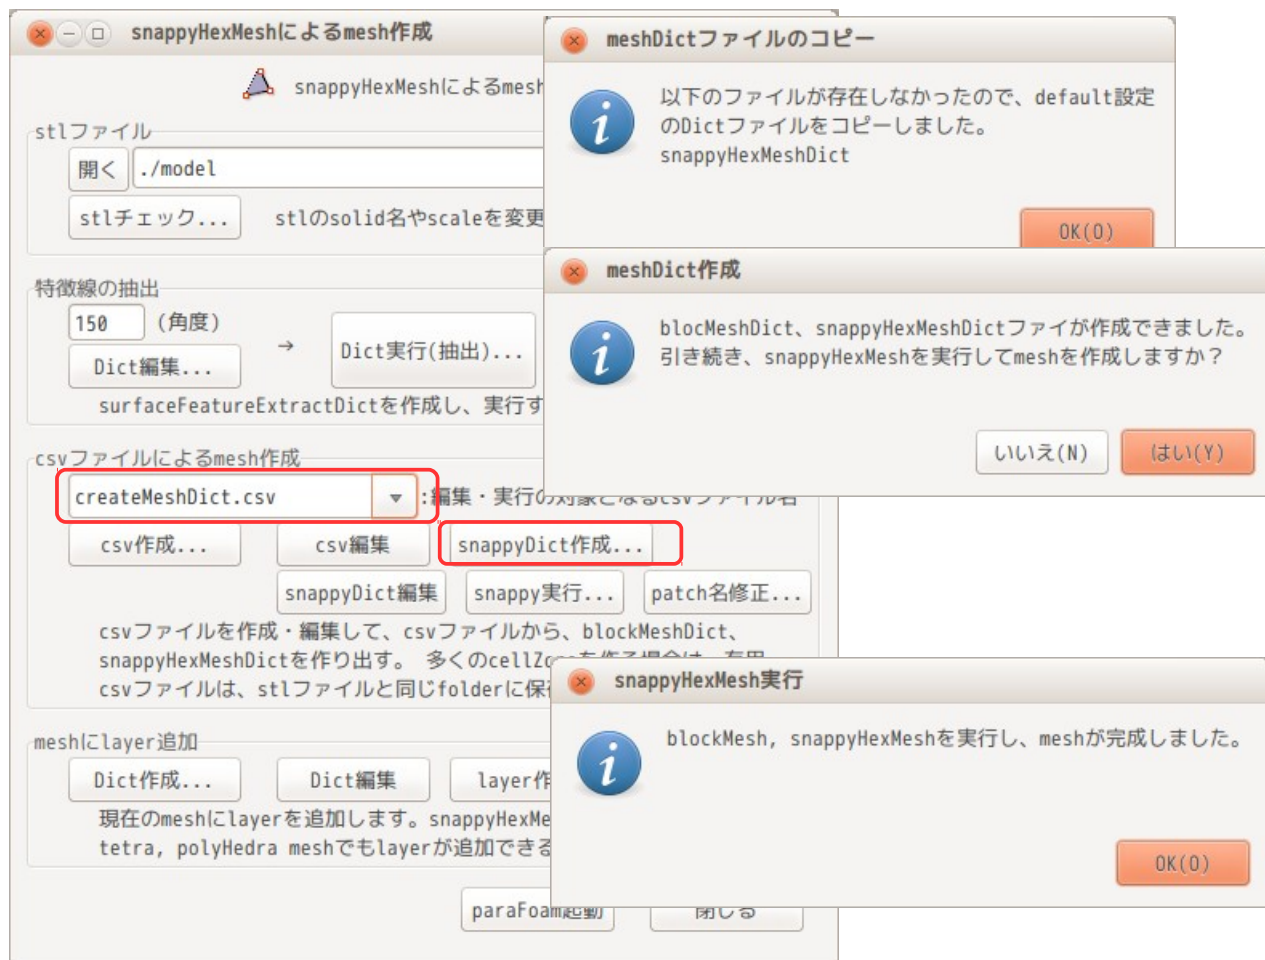 snappyHexMeshによるmesh作成
snappyHexMeshによるmesh
stlファイル
開く
./model
stlチェック...
stlのsolid名やscaleを変更
特徴線の抽出
150
(角度)
→
Dict編集...
Dict実行(抽出)...
surfaceFeatureExtractDictを作成し、実行す
csvファイルによるmesh作成
createMeshDict.csv
:編集・実行の対象となるcsvファイル名
csv作成...
csv編集
snappyDict作成...
snappyDict編集
snappy実行...
patch名修正...
csvファイルを作成・編集して、csvファイルから、blockMeshDict、
snappyHexMeshDictを作り出す。 多くのcellZoneを作る場合は、有用
csvファイルは、stlファイルと同じfolderに保
meshにlayer追加
Dict作成...
Dict編集
layer作
現在のmeshにlayerを追加します。snappyHexMe
tetra, polyHedra meshでもlayerが追加できる
paraFoam起動
閉じる
meshDictファイルのコピー
以下のファイルが存在しなかったので、default設定
のDictファイルをコピーしました。
snappyHexMeshDict
OK(O)
meshDict作成
blocMeshDict、snappyHexMeshDictファイが作成できました。
引き続き、snappyHexMeshを実行してmeshを作成しますか？
いいえ(N)
はい(Y)
snappyHexMesh実行
blockMesh, snappyHexMeshを実行し、meshが完成しました。
OK(O)